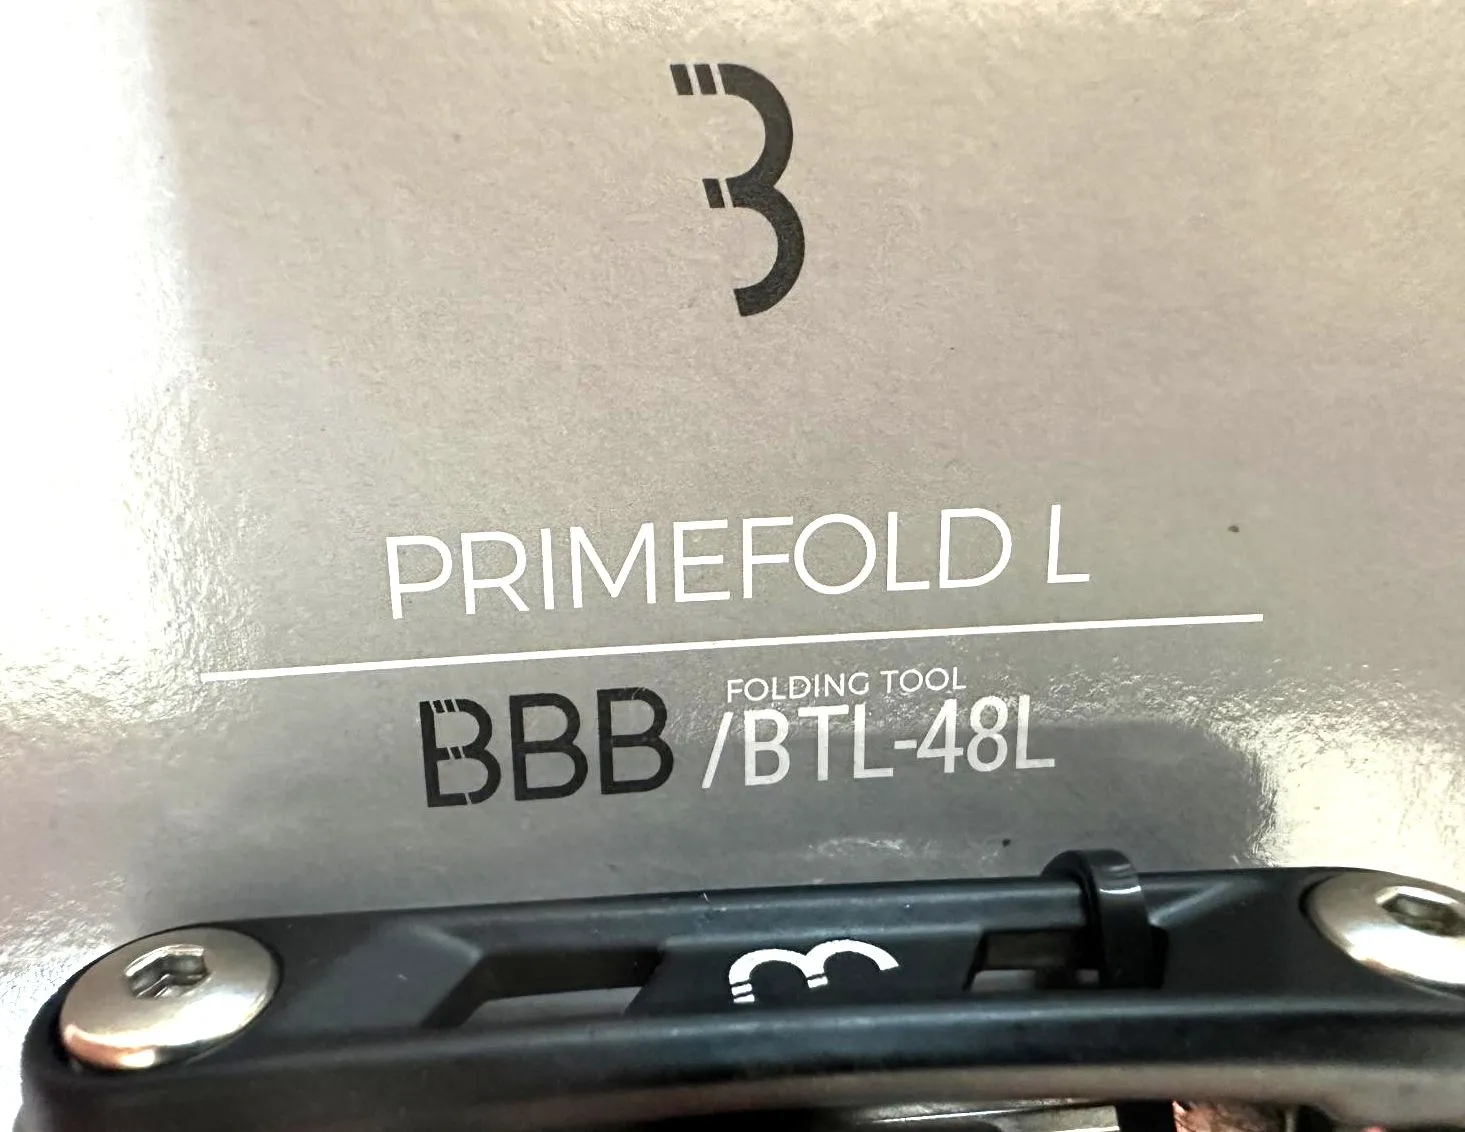 PRIMEFOLD L
BBB
FOLDING TOOL
/BTL-48L